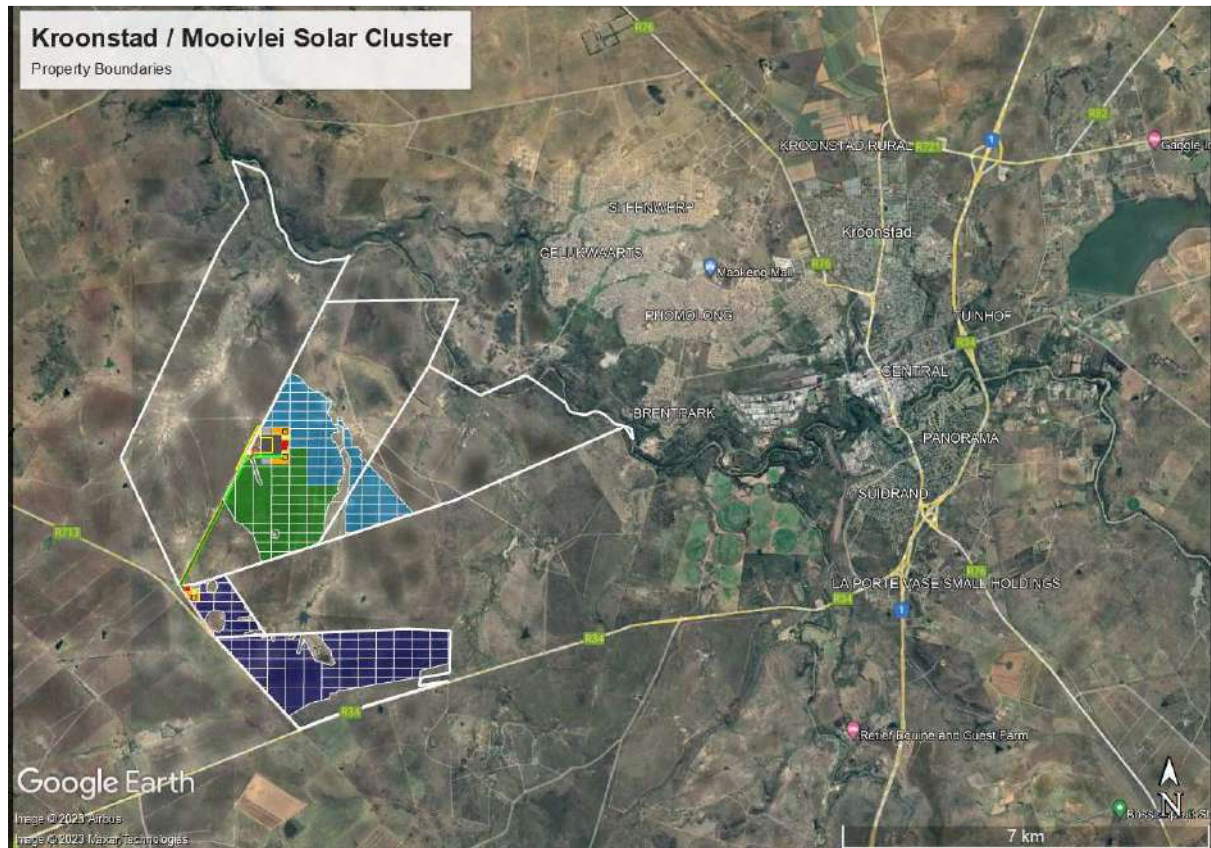 Kroonstad / Mooivlei Solar Cluster
Property Boundaries
R76
R82
1
KROONSTAD RURAL
R721
STEENWERP
Kroonstad
GELUKWAARTS
Maokeng Mall
R76
PHOMOLONG
TUINHOF
R34
CENTRAL
BRENTPARK
PANORAMA
SUIDRAND
R713
R76
LA PORTE VASE SMALL HOLDINGS
R34
1
R34
R34
Retief Equine and Guest Farm
Google Earth
N
Image © 2023 Airbus
Image © 2023 Maxar Technologies
7 km